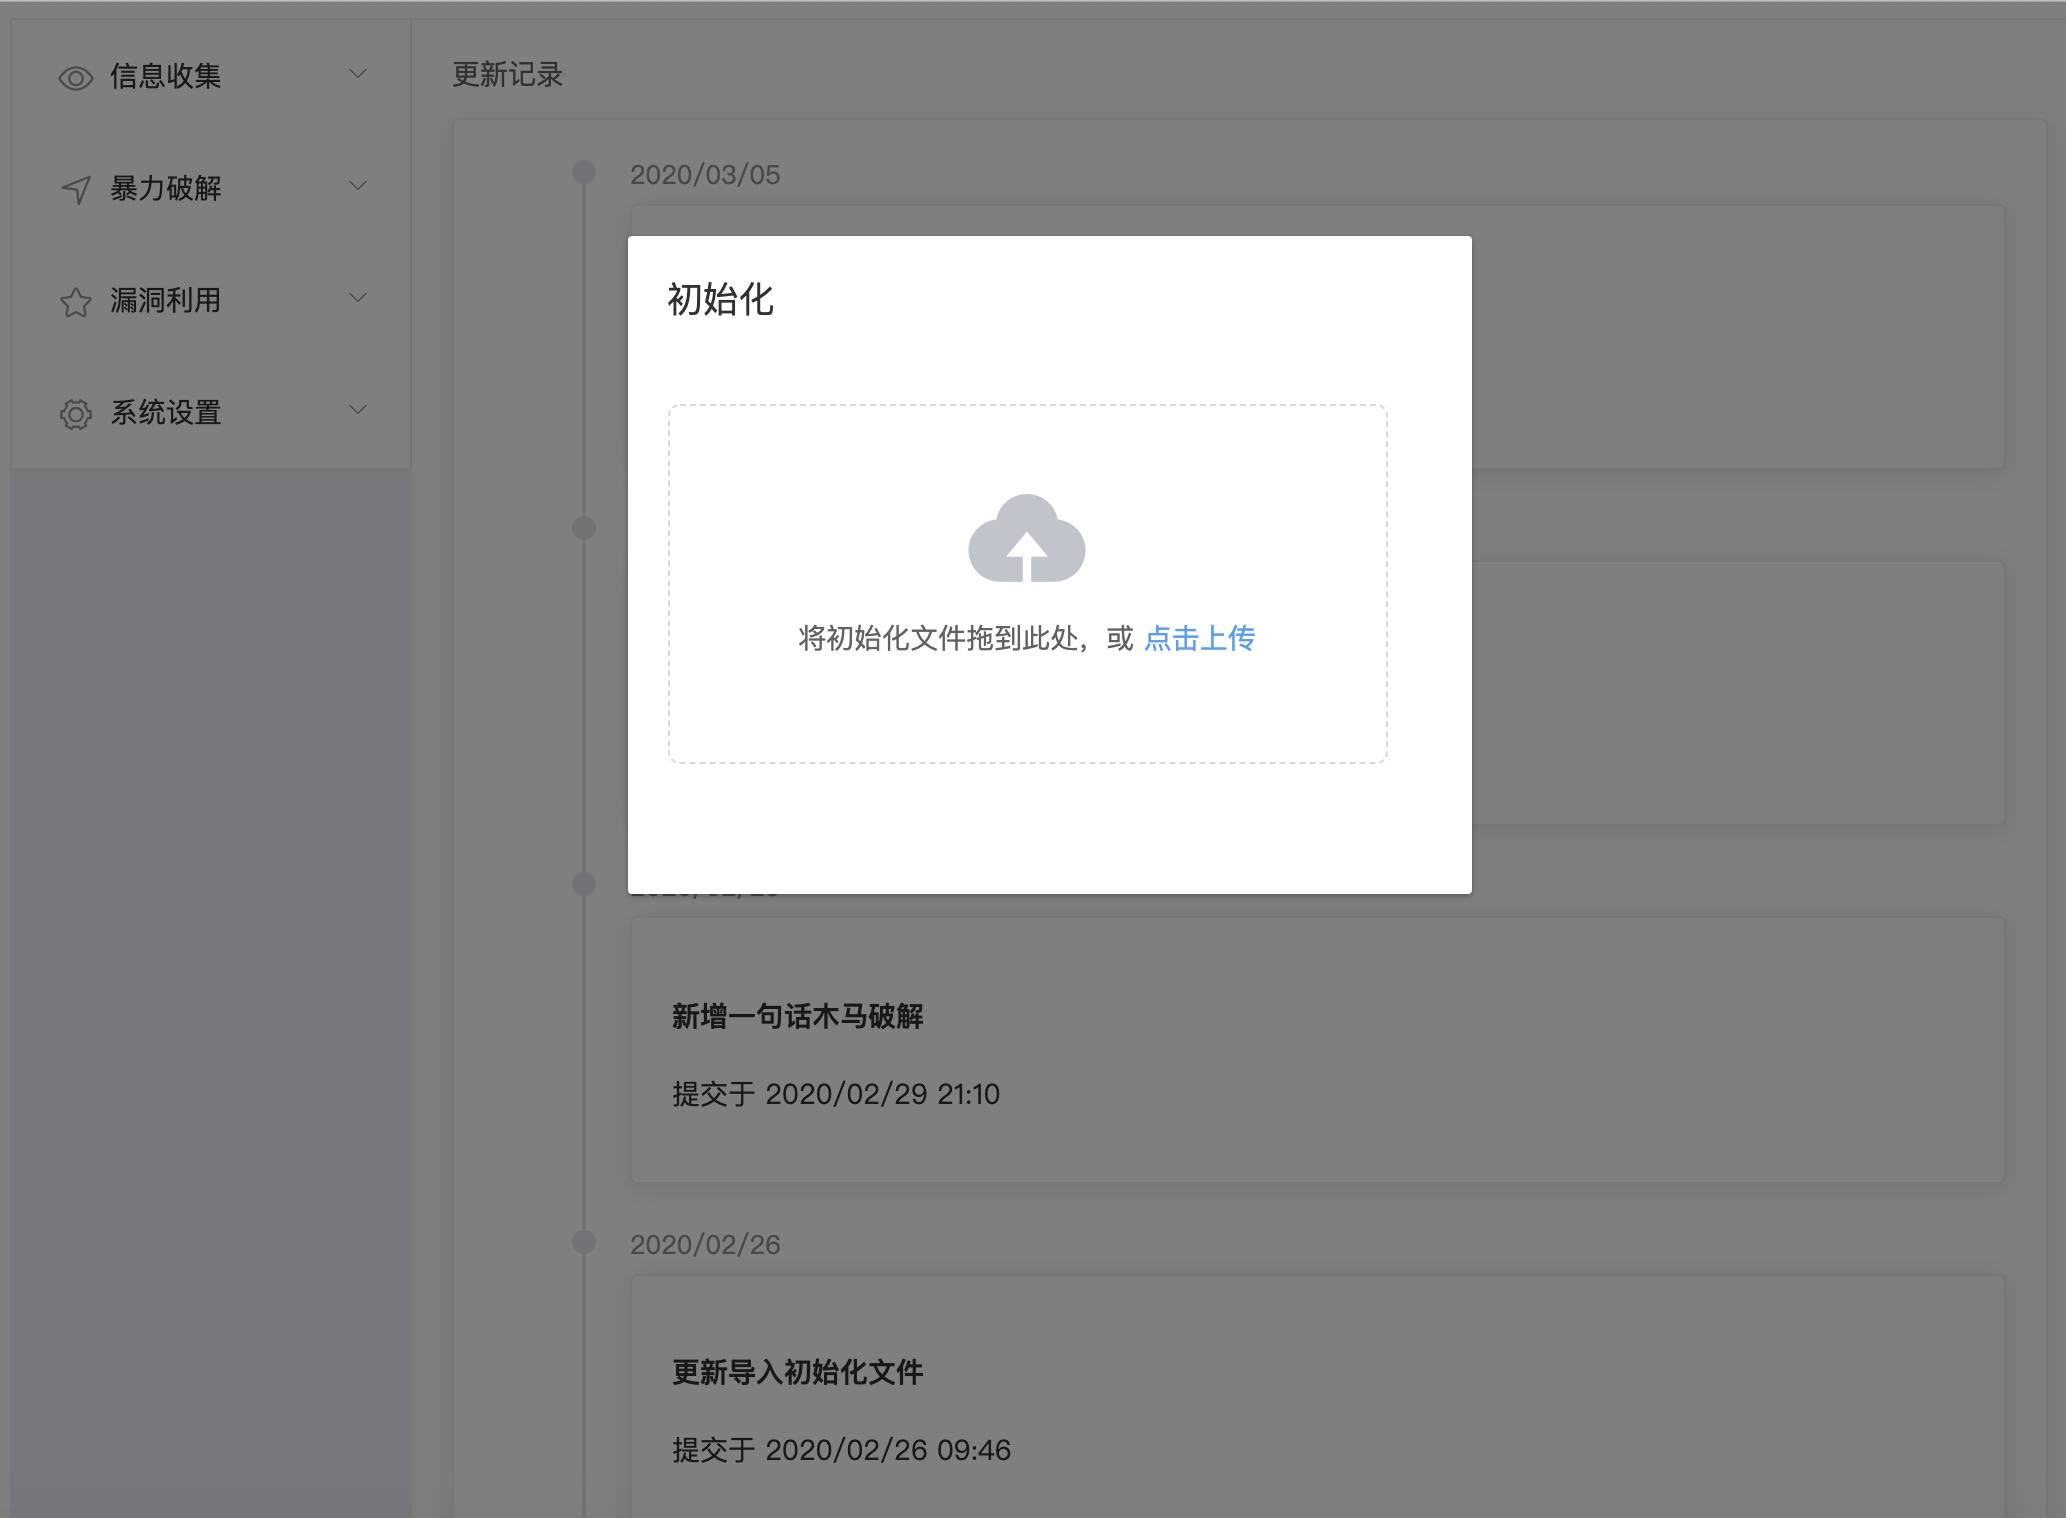 信息收集
暴力破解
漏洞利用
系统设置
更新记录
2020/03/05
初始化
将初始化文件拖到此处，或 点击上传
新增一句话木马破解
提交于 2020/02/29 21:10
2020/02/26
更新导入初始化文件
提交于 2020/02/26 09:46